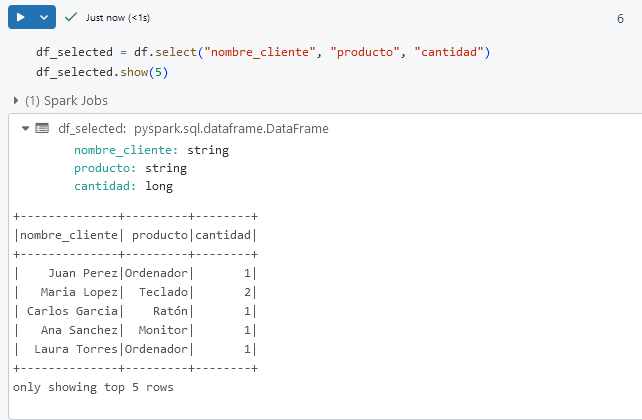 Just now (<1s)
6
df_selected = df.select("nombre_cliente", "producto", "cantidad")
df_selected.show(5)
(1) Spark Jobs
df_selected: pyspark.sql.dataframe.DataFrame
nombre_cliente: string
producto: string
cantidad: long
+--------------+---------+--------+
|nombre_cliente| producto|cantidad|
+--------------+---------+--------+
|    Juan Perez|Ordenador|       1|
|   Maria Lopez|  Teclado|       2|
| Carlos Garcia|    Ratón|       1|
|   Ana Sanchez|  Monitor|       1|
|  Laura Torres|Ordenador|       1|
+--------------+---------+--------+
only showing top 5 rows